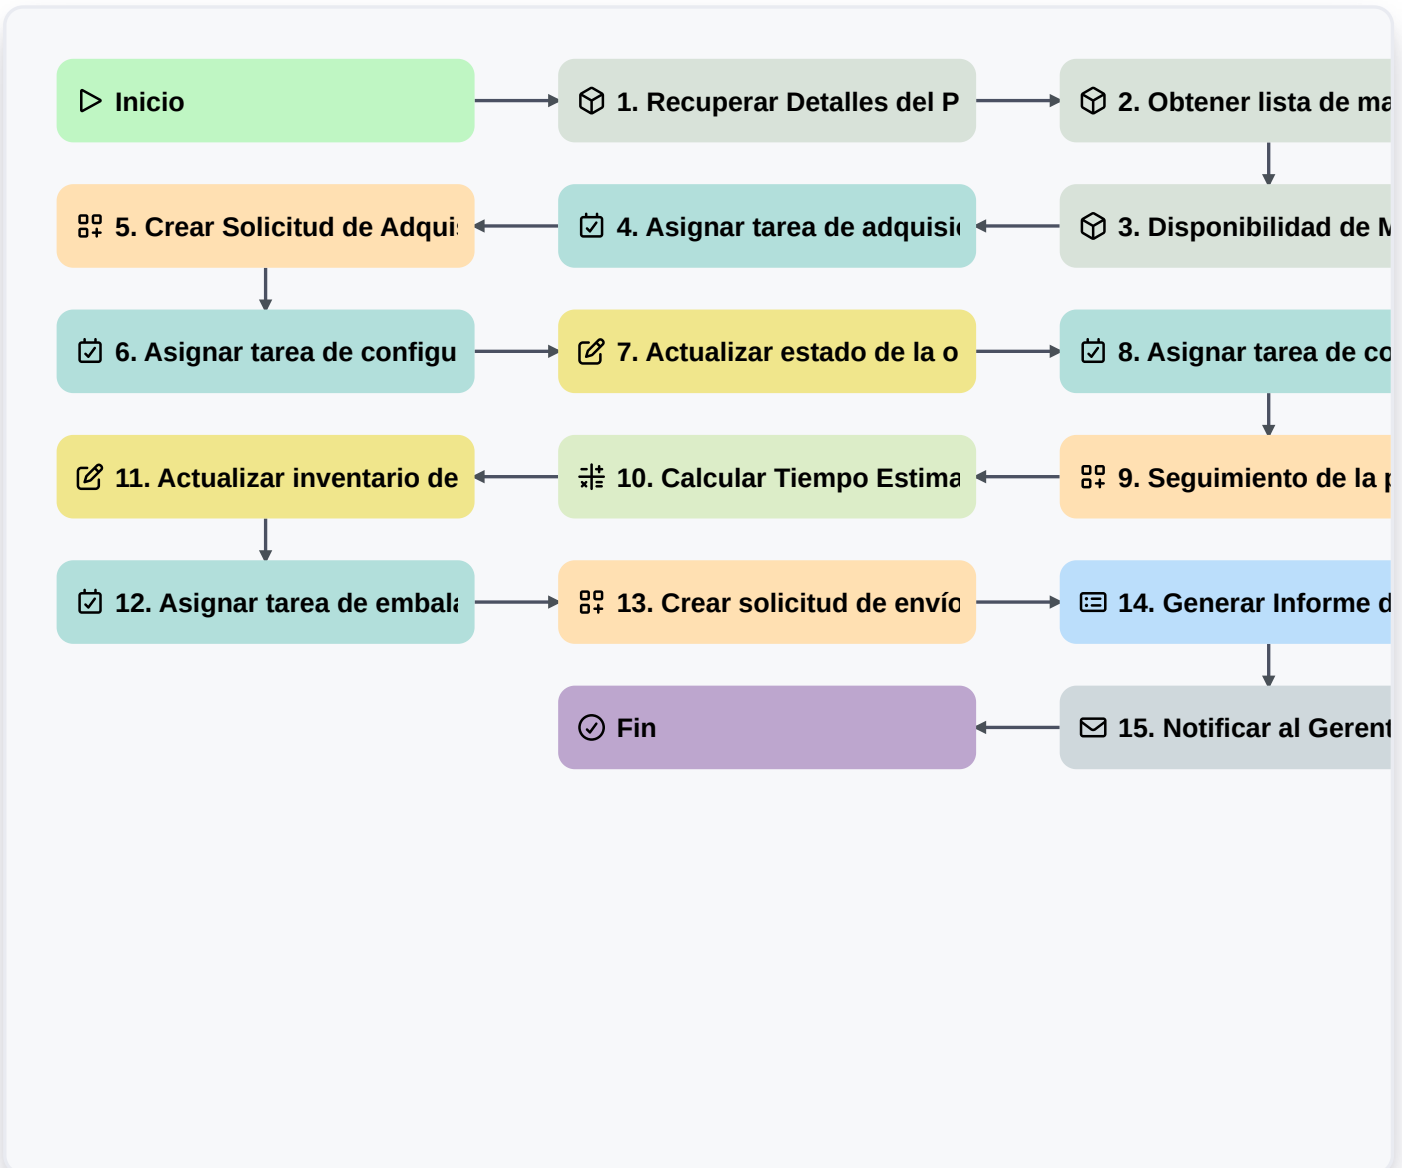 Inicio
1. Recuperar Detalles del P
2. Obtener lista de ma
5. Crear Solicitud de
4. Asignar tarea de
3. Disponibilidad de M
6. Asignar tarea de configu
7. Actualizar estado de la o
8. Asignar tarea de co
11. Actualizar inventario de
10. Calcular Tiempo Estima
9. Seguimiento de la
12. Asignar tarea de
13. Crear solicitud de envío
14. Generar Informe d
Fin
15. Notificar al Gerent